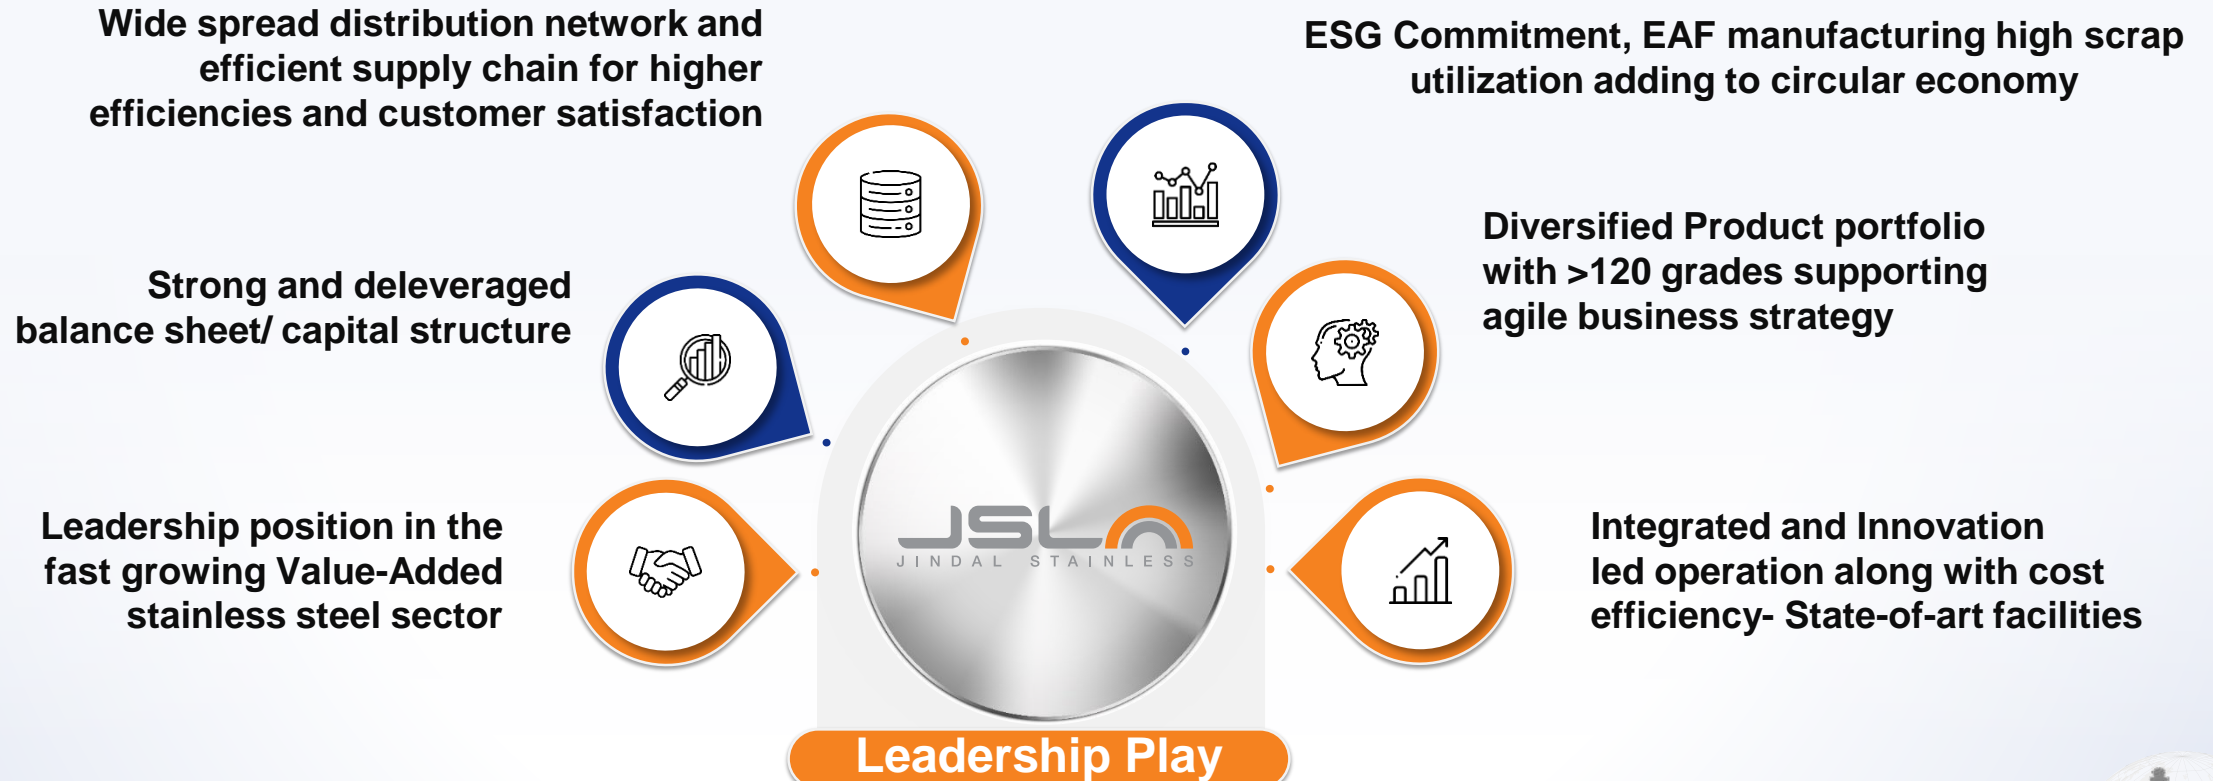 Wide spread distribution network and
efficient supply chain for higher
efficiencies and customer satisfaction
ESG Commitment, EAF manufacturing high scrap
utilization adding to circular economy
Strong and deleveraged
balance sheet/ capital structure
Diversified Product portfolio
with >120 grades supporting
agile business strategy
Leadership position in the
fast growing Value-Added
stainless steel sector
JSL
JINDAL STAINLESS
Integrated and Innovation
led operation along with cost
efficiency- State-of-art facilities
Leadership Play